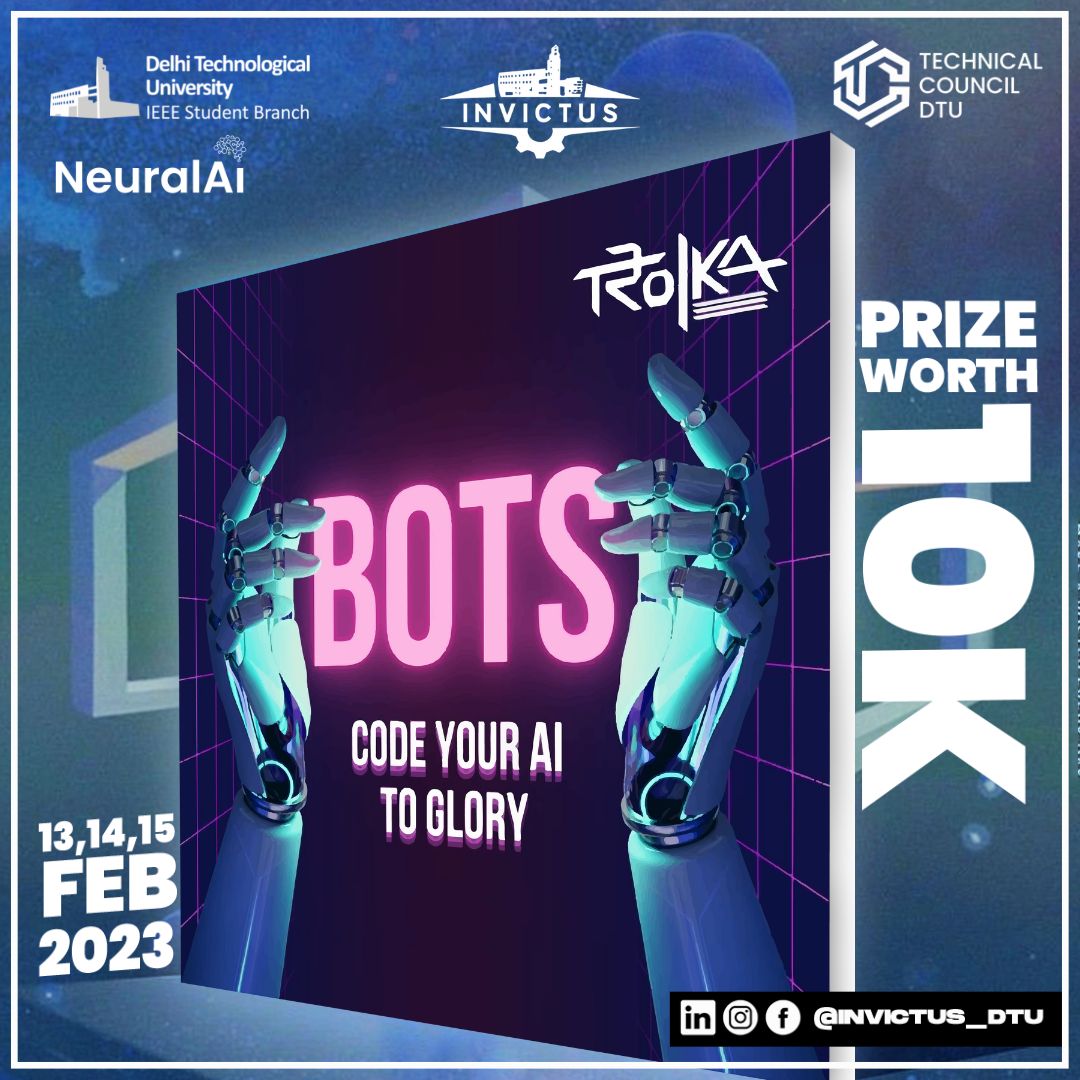 Delhi Technological
University
IEEE Student Branch
NeuralAi
INVICTUS
TECHNICAL
COUNCIL
DTU
TROIKA
BOTS
CODE YOUR AI
TO GLORY
PRIZE
WORTH
10K
13,14,15
FEB
2023
in f @INVICTUS_DTU